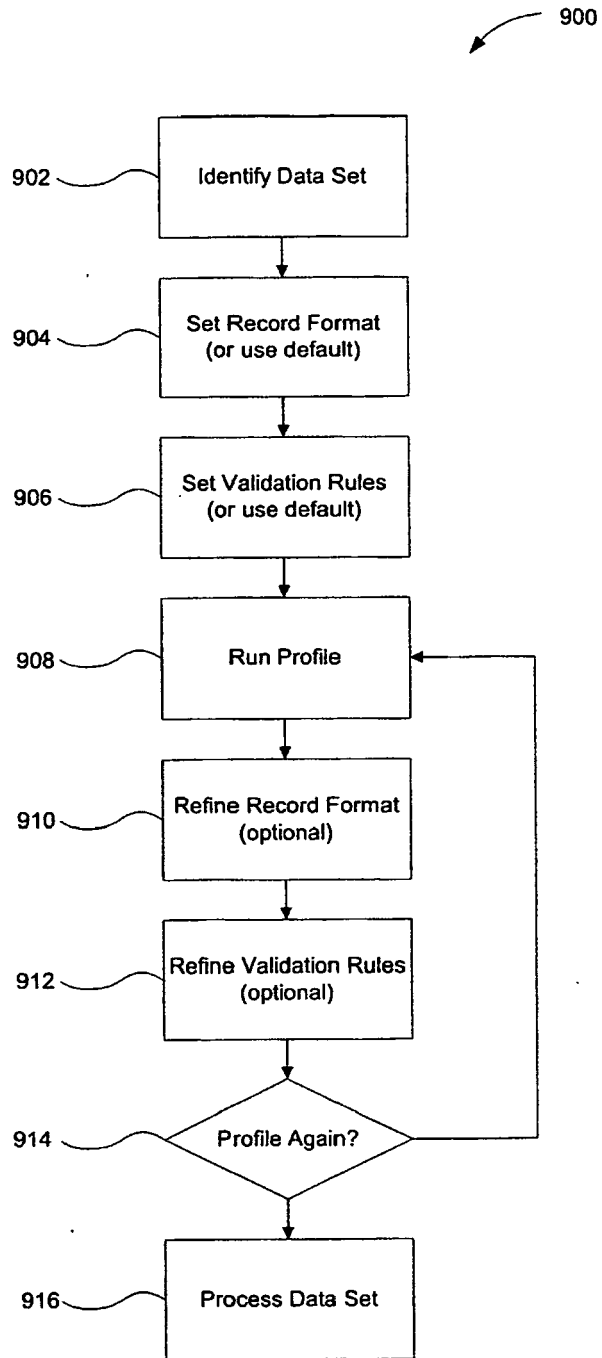 900
902
Identify Data Set
904
Set Record Format
(or use default)
906
Set Validation Rules
(or use default)
908
Run Profile
910
Refine Record Format
(optional)
912
Refine Validation Rules
(optional)
914
Profile Again?
916
Process Data Set